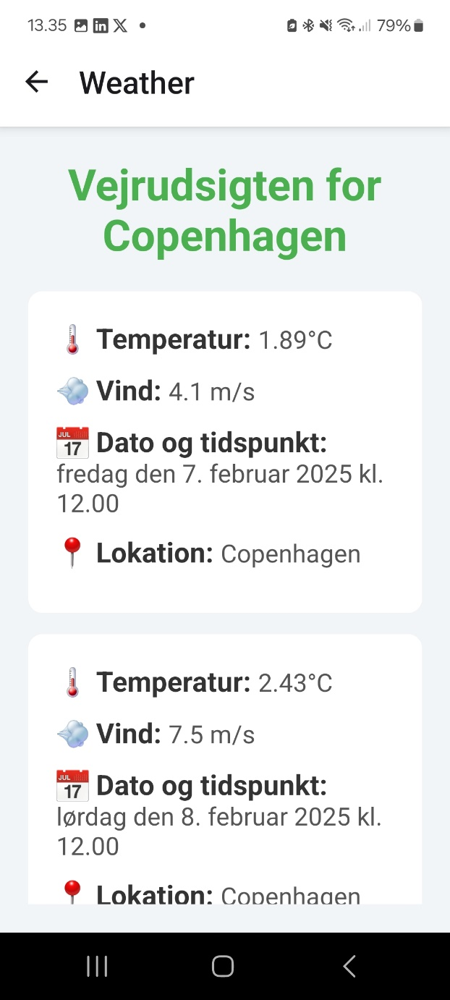 13.35 79%
Weather
Vejrudsigten for
Copenhagen
Temperatur: 1.89°C
Vind: 4.1 m/s
JUL 17 Dato og tidspunkt:
fredag den 7. februar 2025 kl.
12.00
Lokation: Copenhagen
Temperatur: 2.43°C
Vind: 7.5 m/s
JUL 17 Dato og tidspunkt:
lørdag den 8. februar 2025 kl.
12.00
Lokation: Copenhagen